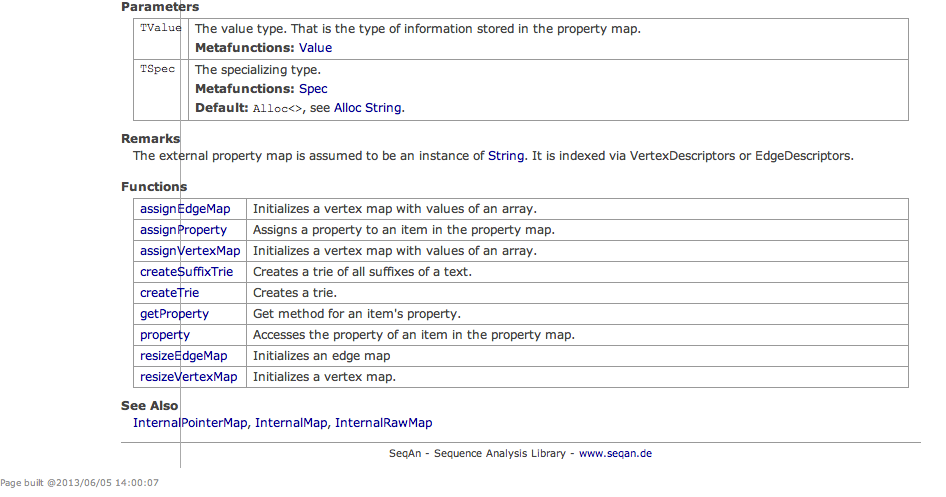 Parameters
TValue The value type. That is the type of information stored in the property map.
Metafunctions: Value
TSpec The specializing type.
Metafunctions: Spec
Default: Alloc<>, see Alloc String.
Remarks
The external property map is assumed to be an instance of String. It is indexed via VertexDescriptors or EdgeDescriptors.
Functions
assignEdgeMap Initializes a vertex map with values of an array.
assignProperty Assigns a property to an item in the property map.
assignVertexMap Initializes a vertex map with values of an array.
createSuffixTrie Creates a trie of all suffixes of a text.
createTrie Creates a trie.
getProperty Get method for an item's property.
property Accesses the property of an item in the property map.
resizeEdgeMap Initializes an edge map
resizeVertexMap Initializes a vertex map.
See Also
InternalPointerMap, InternalMap, InternalRawMap
SeqAn - Sequence Analysis Library - www.seqan.de
Page built @2013/06/05 14:00:07